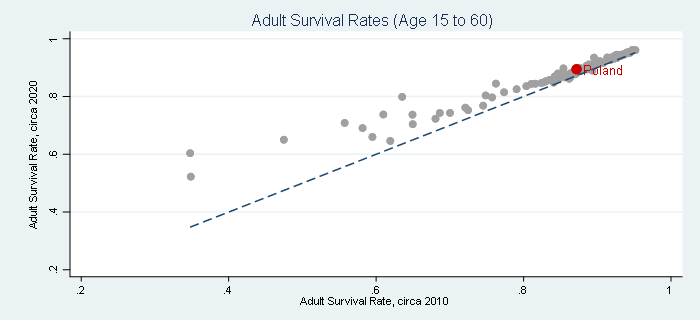 Adult Survival Rates (Age 15 to 60)
Adult Survival Rate, circa 2020
1
.8
.6
.4
.2
Poland
.2 .4 .6 .8 1
Adult Survival Rate, circa 2010